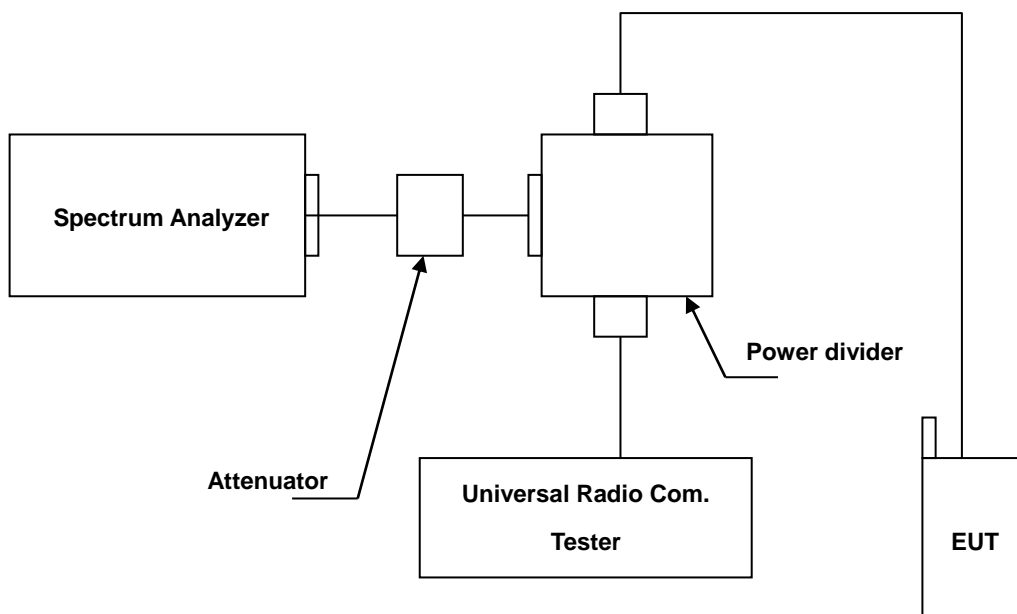 Spectrum Analyzer
Power divider
Attenuator
Universal Radio Com.
Tester
EUT